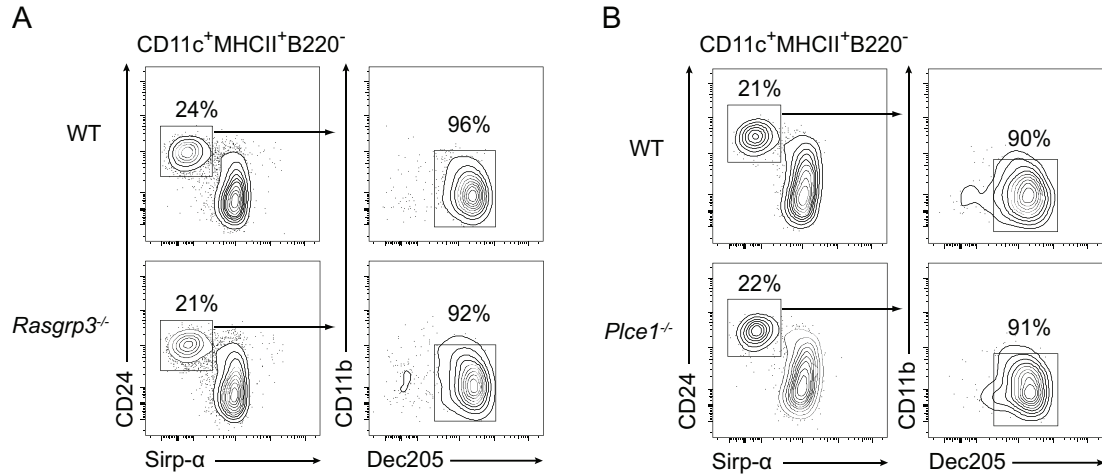 A
CD11c⁺MHCII⁺B220⁻
WT
24%
96%
Rasgrp3⁻/⁻
21%
92%
CD24
CD11b
Sirp-α
Dec205
B
CD11c⁺MHCII⁺B220⁻
WT
21%
90%
Plce1⁻/⁻
22%
91%
CD24
CD11b
Sirp-α
Dec205